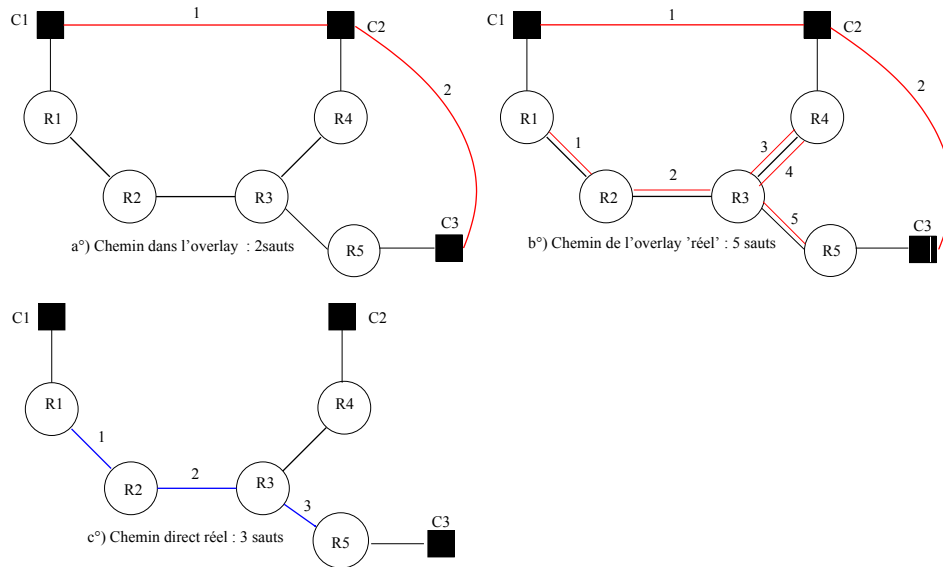 C1
1
C2
2
R1
R4
R2
R3
R5
C3
a°) Chemin dans l'overlay : 2sauts
C1
1
C2
2
R1
R4
1
2
3
4
R2
R3
5
R5
C3
b°) Chemin de l'overlay 'réel' : 5 sauts
C1
C2
R1
R4
1
2
R2
R3
3
R5
C3
c°) Chemin direct réel : 3 sauts